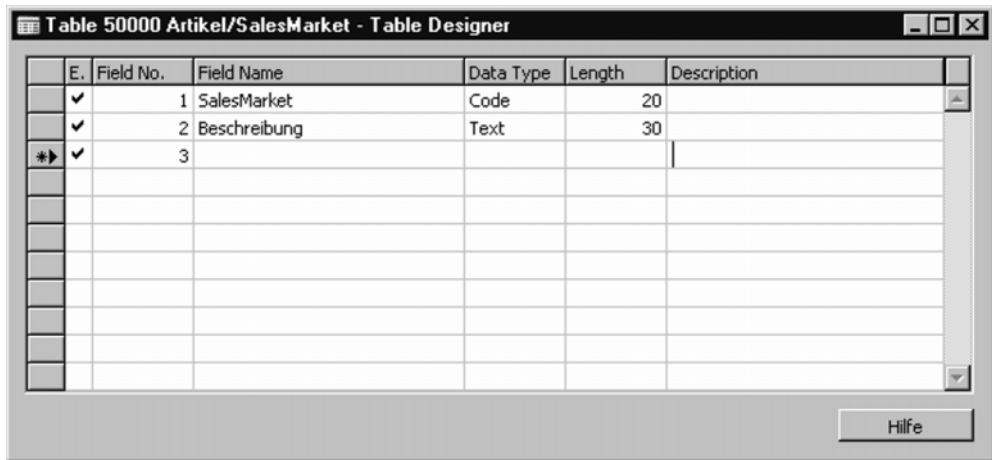 Table 50000 Artikel/SalesMarket - Table Designer
E. Field No. Field Name Data Type Length Description
1 SalesMarket Code 20
2 Beschreibung Text 30
3
Hilfe